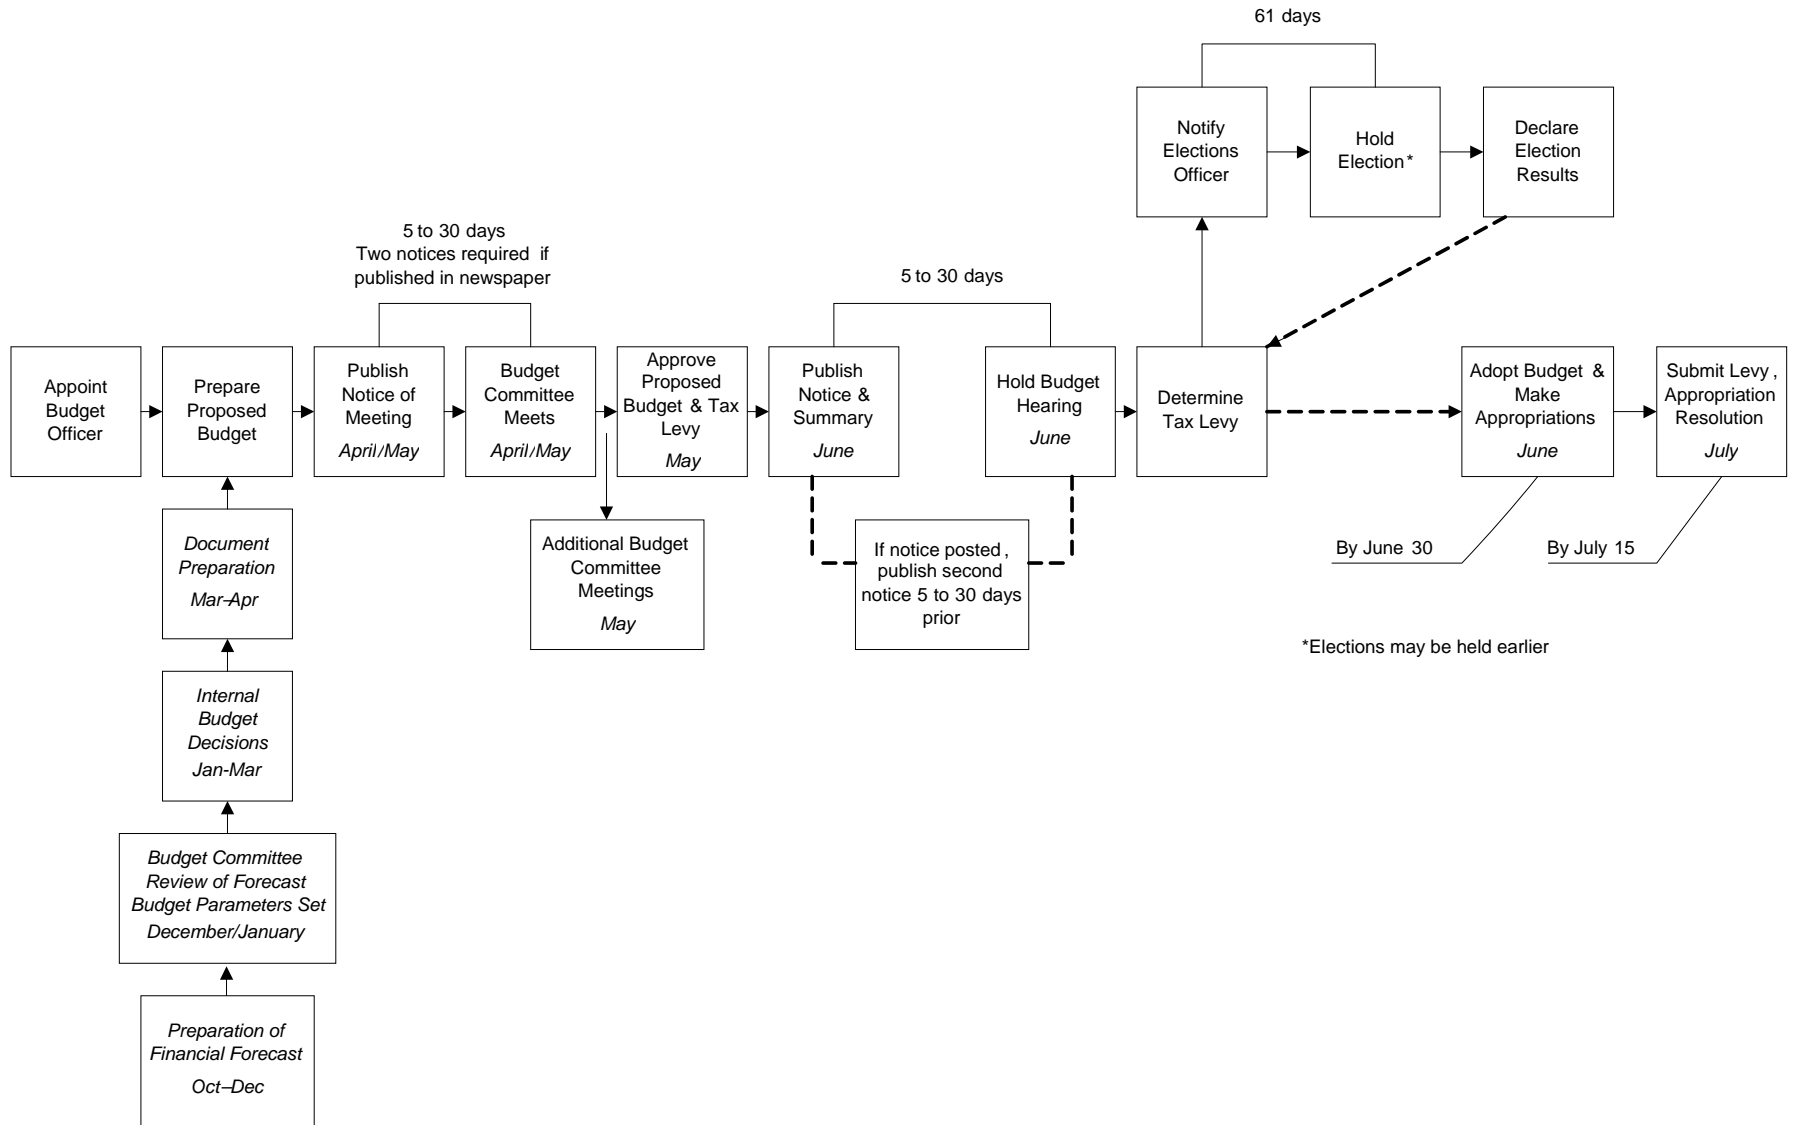 61 days
Notify
Elections
Officer
Hold
Election*
Declare
Election
Results
5 to 30 days
Two notices required if
published in newspaper
5 to 30 days
Appoint
Budget
Officer
Prepare
Proposed
Budget
Publish
Notice of
Meeting
April/May
Budget
Committee
Meets
April/May
Approve
Proposed
Budget & Tax
Levy
May
Publish
Notice &
Summary
June
Hold Budget
Hearing
June
Determine
Tax Levy
Adopt Budget &
Make
Appropriations
June
Submit Levy,
Appropriation
Resolution
July
Document
Preparation
Mar–Apr
Additional Budget
Committee
Meetings
May
If notice posted,
publish second
notice 5 to 30 days
prior
By June 30
By July 15
*Elections may be held earlier
Internal
Budget
Decisions
Jan-Mar
Budget Committee
Review of Forecast
Budget Parameters Set
December/January
Preparation of
Financial Forecast
Oct–Dec